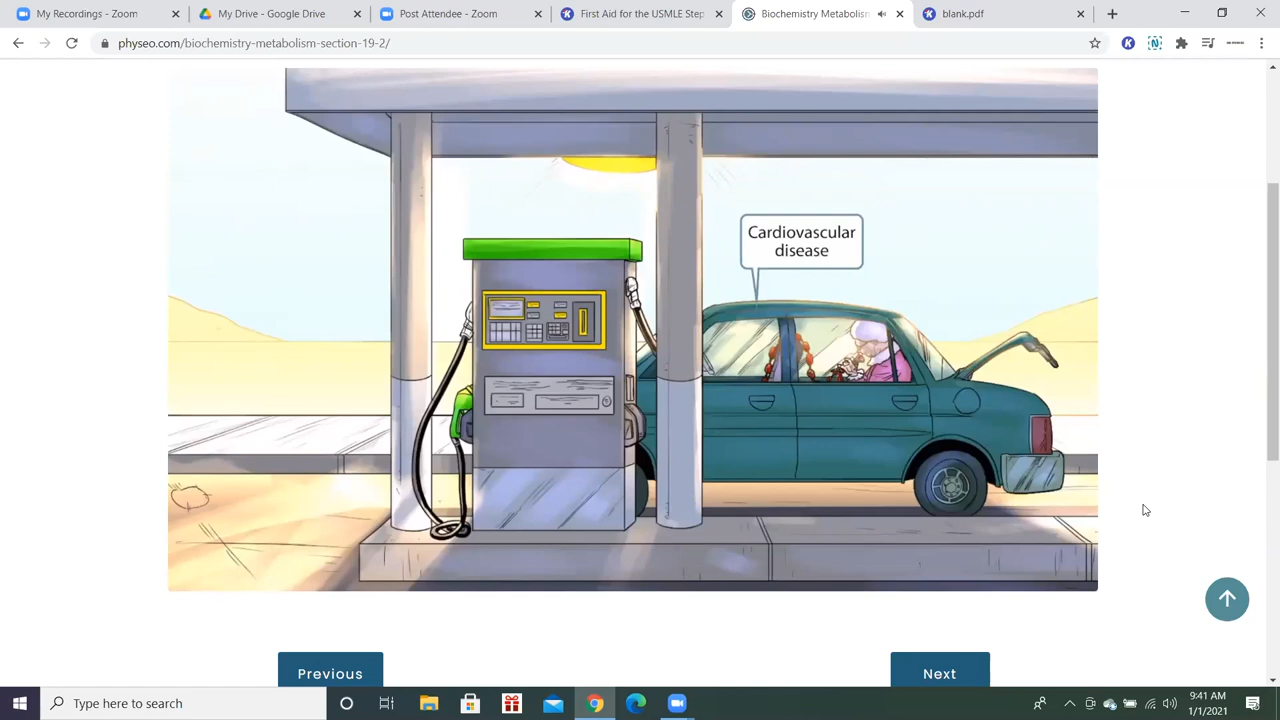 My Recordings - Zoom
My Drive - Google Drive
Post Attendee - Zoom
First Aid for the USMLE Step
Biochemistry Metabolism
blank.pdf
physeo.com/biochemistry-metabolism-section-19-2/
Cardiovascular
disease
Previous
Next
Type here to search
9:41 AM
1/1/2021